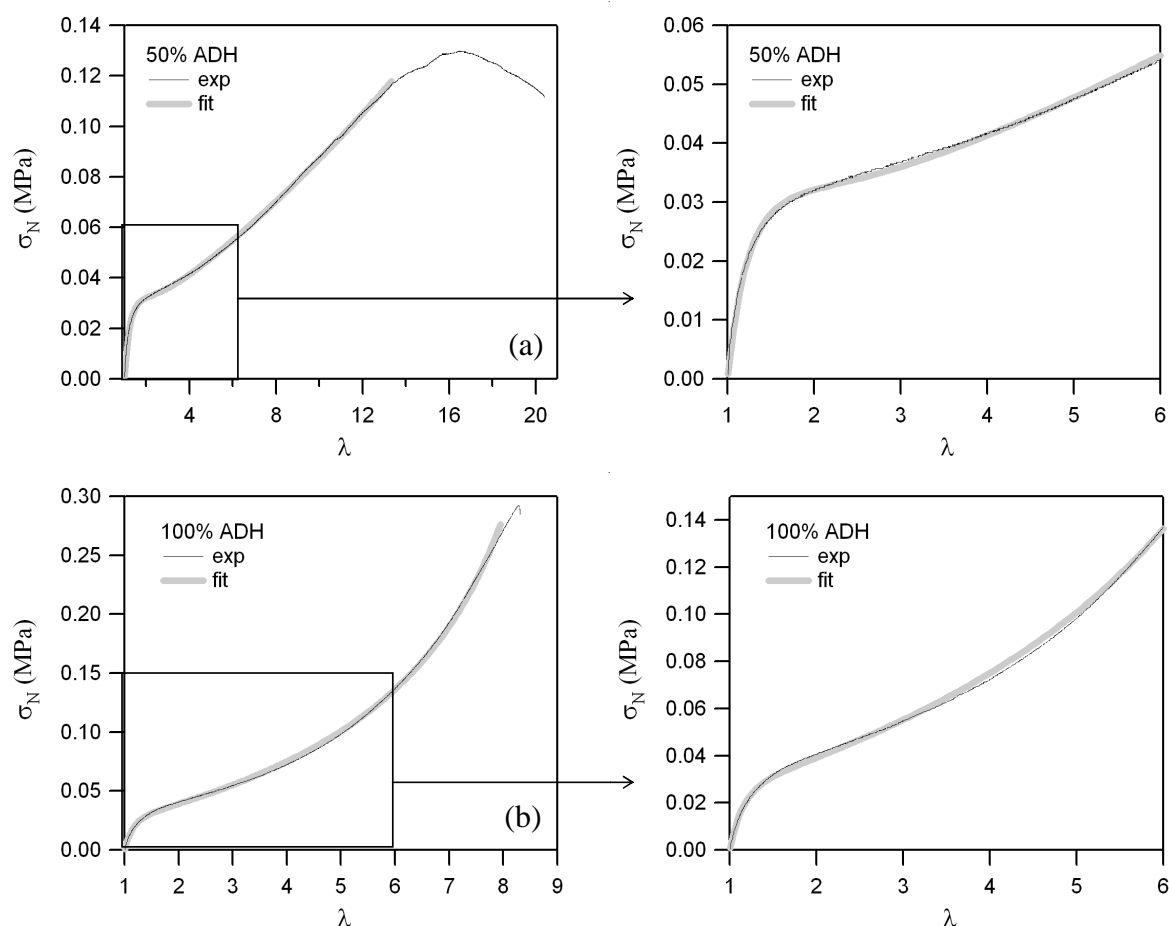 0.14
0.12
0.10
0.08
0.06
0.04
0.02
0.00
σN (MPa)
50% ADH
exp
fit
(a)
4 8 12 16 20
λ
0.06
0.05
0.04
0.03
0.02
0.01
0.00
σN (MPa)
50% ADH
exp
fit
1 2 3 4 5 6
λ
0.30
0.25
0.20
0.15
0.10
0.05
0.00
σN (MPa)
100% ADH
exp
fit
(b)
1 2 3 4 5 6 7 8 9
λ
0.14
0.12
0.10
0.08
0.06
0.04
0.02
0.00
σN (MPa)
100% ADH
exp
fit
1 2 3 4 5 6
λ